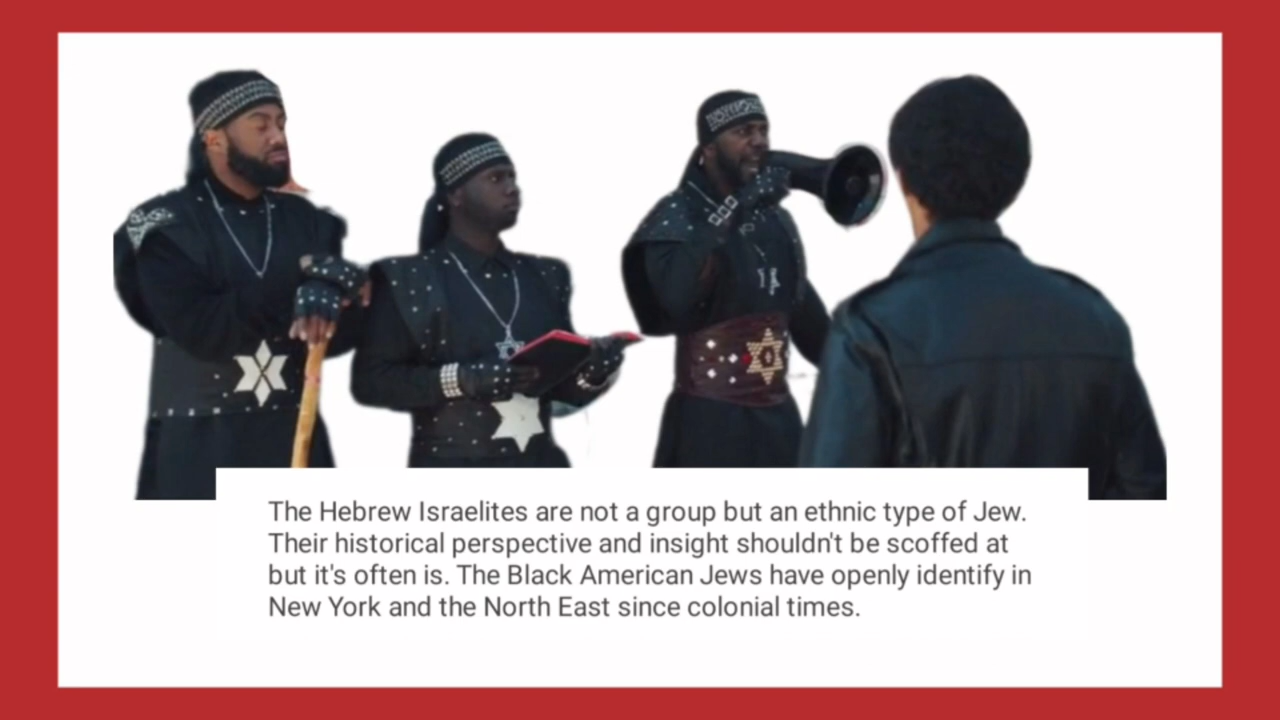 The Hebrew Israelites are not a group but an ethnic type of Jew.
Their historical perspective and insight shouldn't be scoffed at
but it's often is. The Black American Jews have openly identify in
New York and the North East since colonial times.